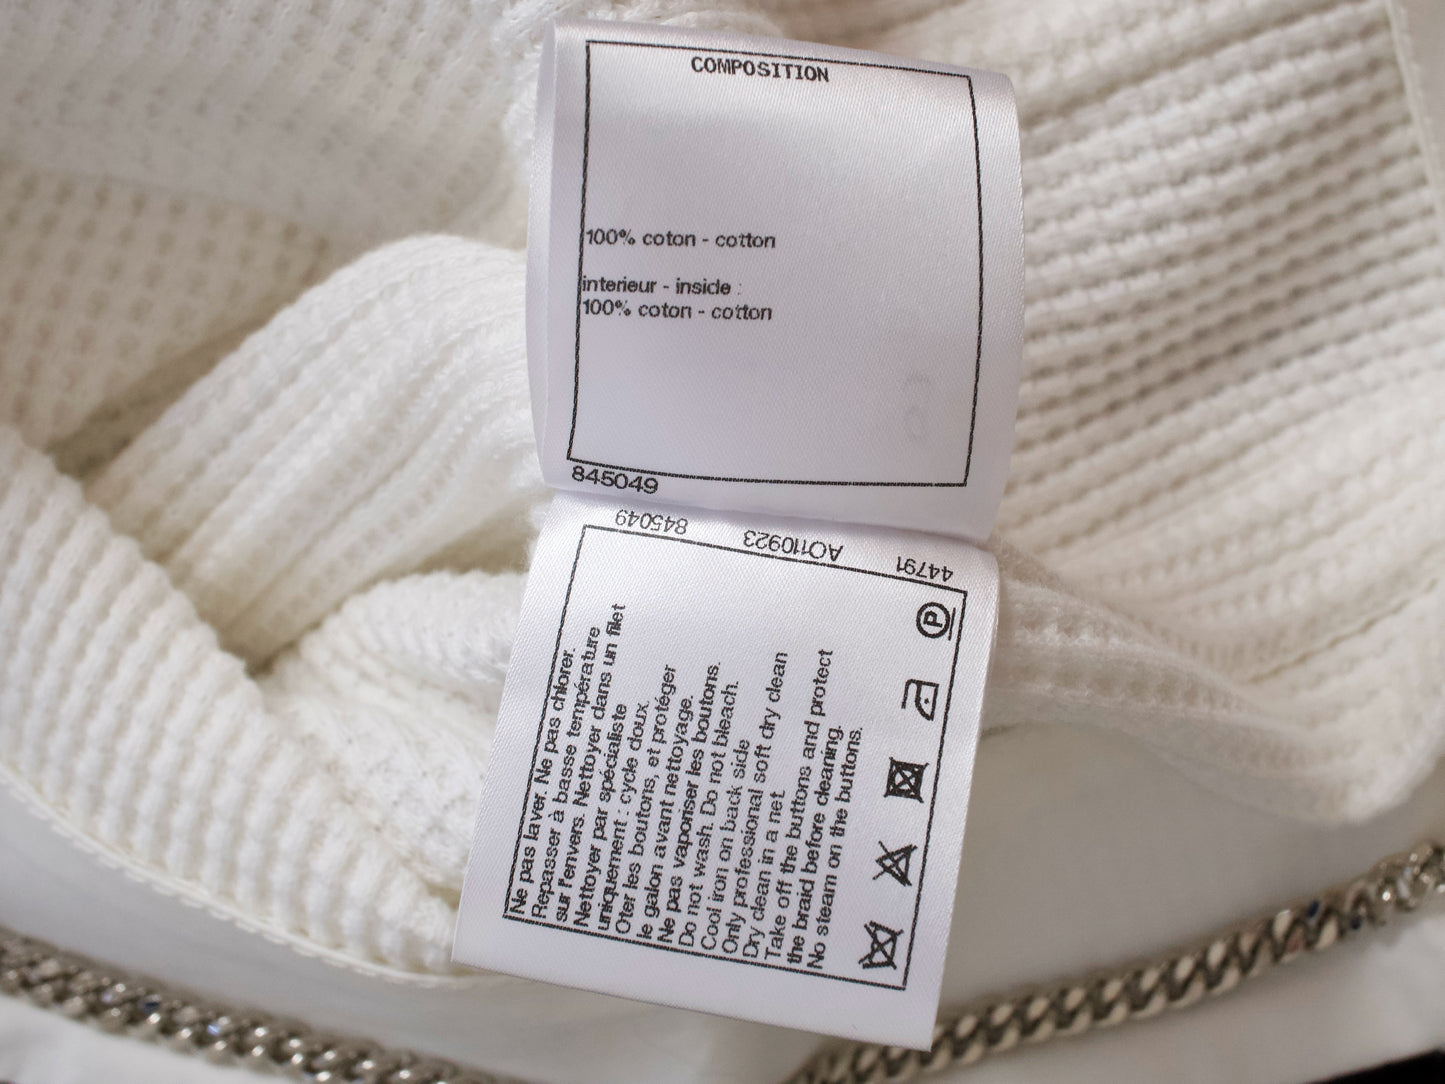 COMPOSITION
100% coton - cotton
interieur - inside :
100% coton - cotton
845049
845049 AO110923 44791
Ne pas laver. Ne pas chlorer.
Repasser à basse température
sur l'envers. Nettoyer dans un filet
Nettoyer par spécialiste
uniquement : cycle doux.
Oter les boutons, et protéger
le galon avant nettoyage.
Ne pas vaporiser les boutons.
Do not wash. Do not bleach.
Cool iron on back side
Only professional soft dry clean
Dry clean in a net.
Take off the buttons and protect
the braid before cleaning.
No steam on the buttons.
P